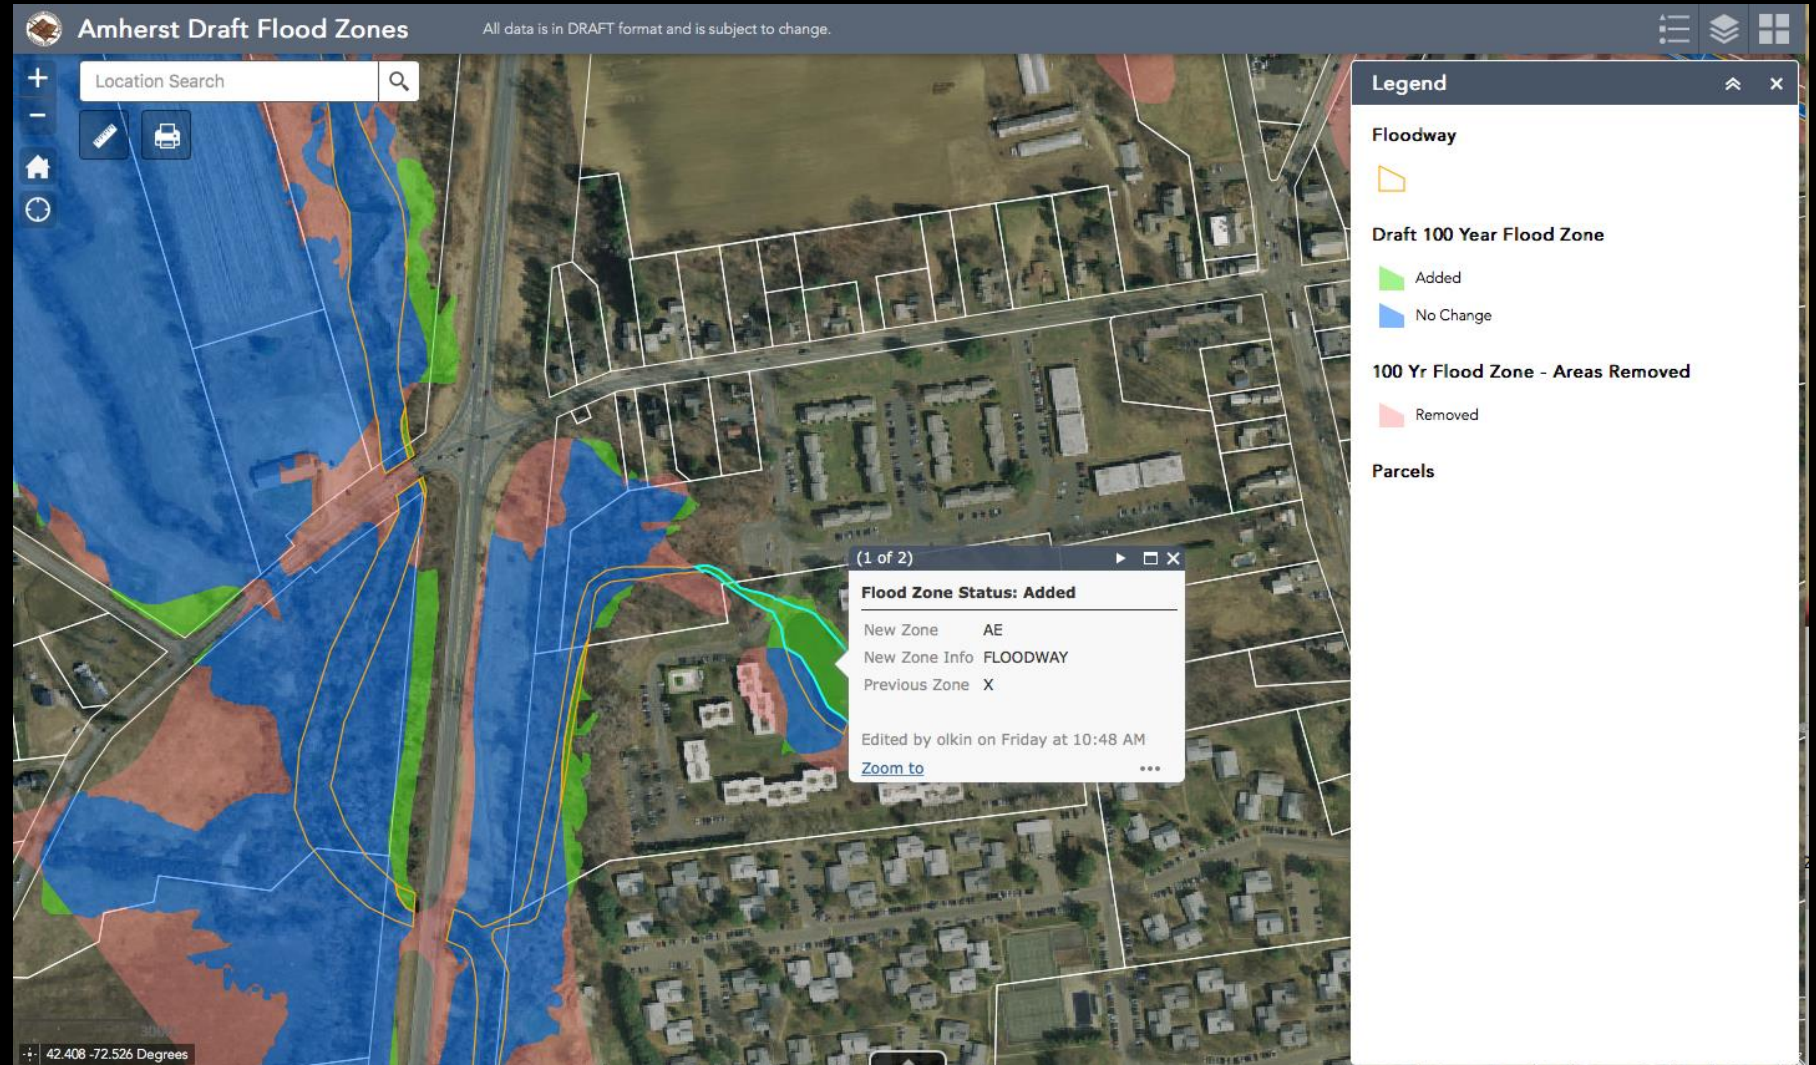 Amherst Draft Flood Zones
All data is in DRAFT format and is subject to change.
Location Search
Legend
Floodway
Draft 100 Year Flood Zone
Added
No Change
100 Yr Flood Zone - Areas Removed
Removed
Parcels
(1 of 2)
Flood Zone Status: Added
New Zone AE
New Zone Info FLOODWAY
Previous Zone X
Edited by olkin on Friday at 10:48 AM
Zoom to
42.408 -72.526 Degrees